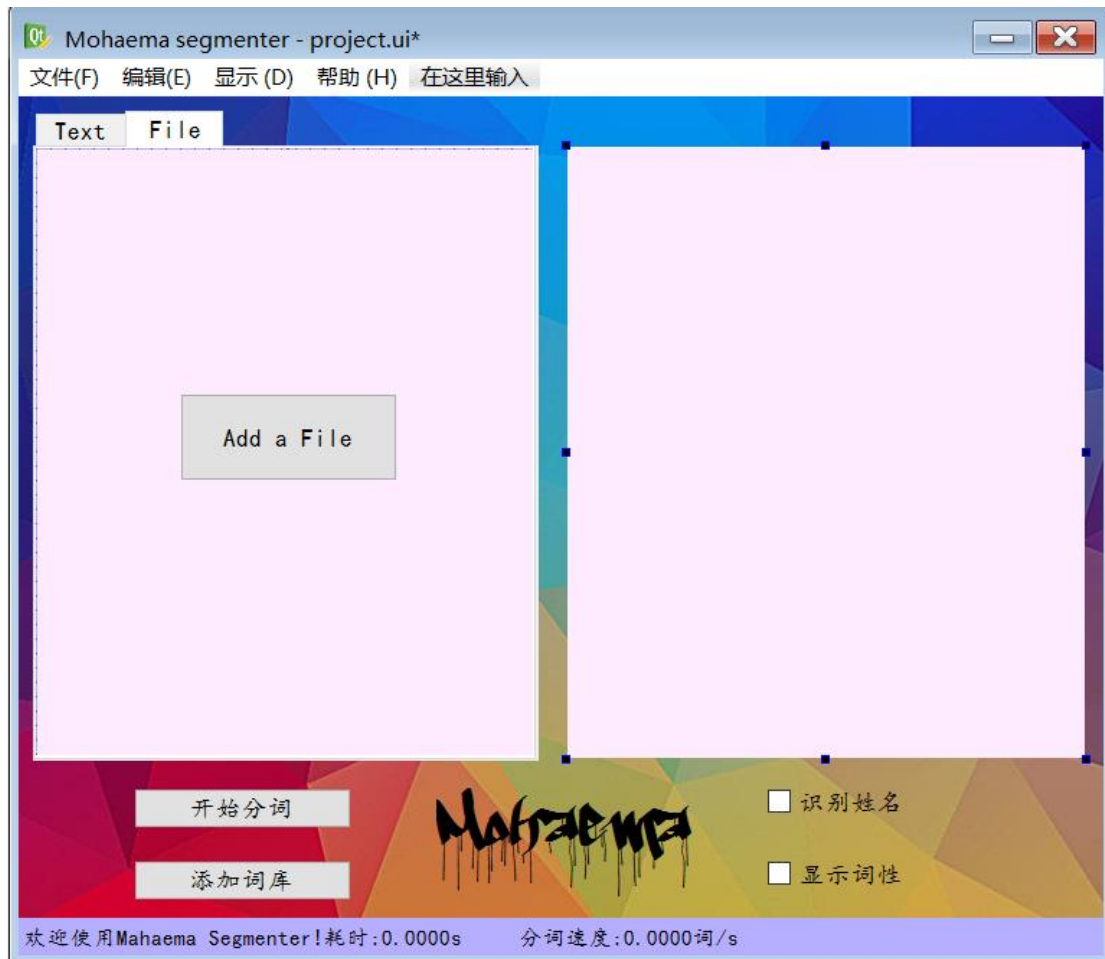 Mohaema segmenter - project.ui*
文件(F) 编辑(E) 显示 (D) 帮助 (H) 在这里输入
Text File
Add a File
开始分词
Mohaema
识别姓名
添加词库
显示词性
欢迎使用Mahaema Segmenter!耗时:0.0000s 分词速度:0.0000词/s